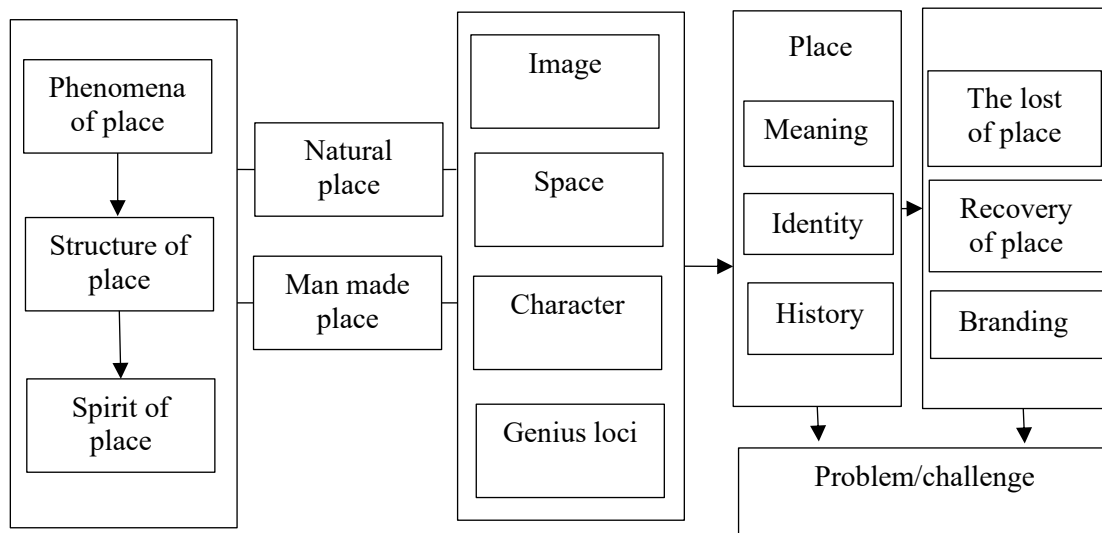 Phenomena
of place
Structure of
place
Spirit of
place
Natural
place
Man made
place
Image
Space
Character
Genius loci
Place
Meaning
Identity
History
The lost
of place
Recovery
of place
Branding
Problem/challenge